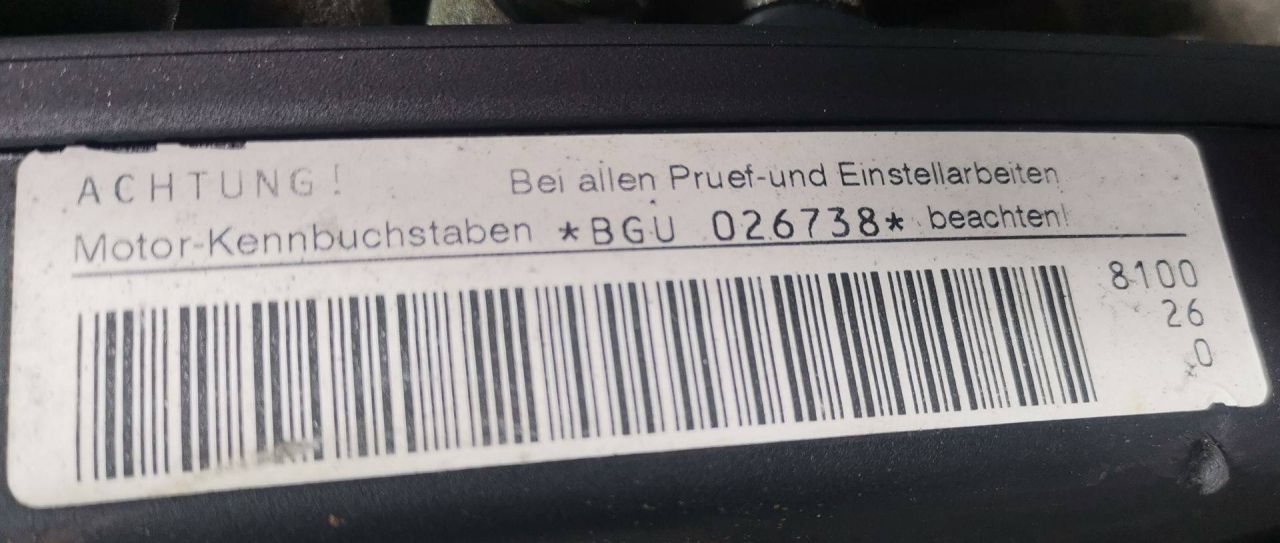 ACHTUNG! Bei allen Pruef-und Einstellarbeiten
Motor-Kennbuchstaben *BGU 026738* beachten!
8100
26
0